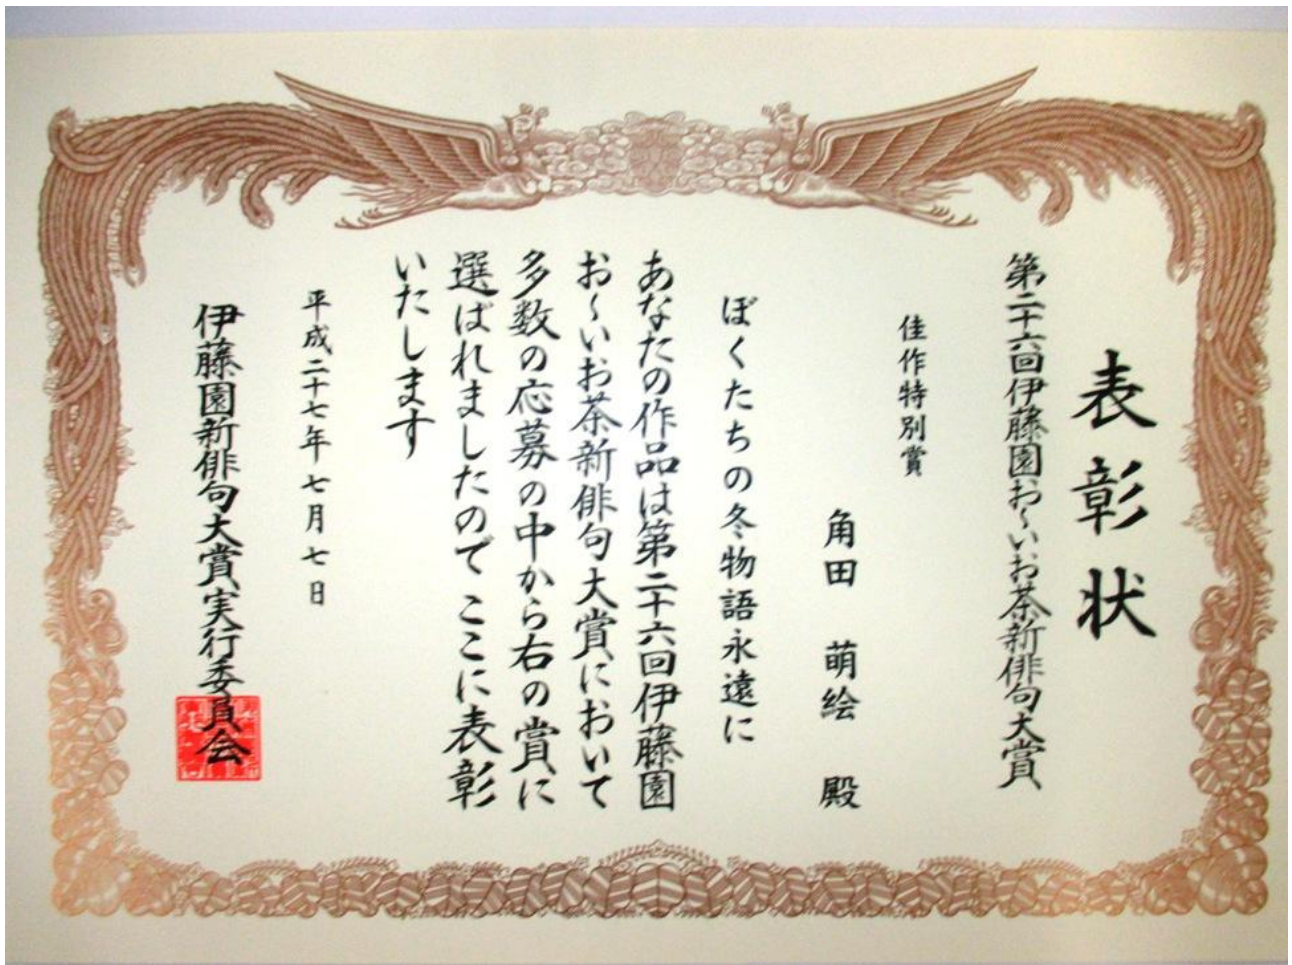 表彰状
第二十六回伊藤園お～いお茶新俳句大賞
佳作特別賞
角田 萌絵 殿
ぼくたちの冬物語永遠に
あなたの作品は第二十六回伊藤園
お～いお茶新俳句大賞において
多数の応募の中から右の賞に
選ばれましたので ここに表彰
いたします
平成二十七年七月七日
伊藤園新俳句大賞実行委員会